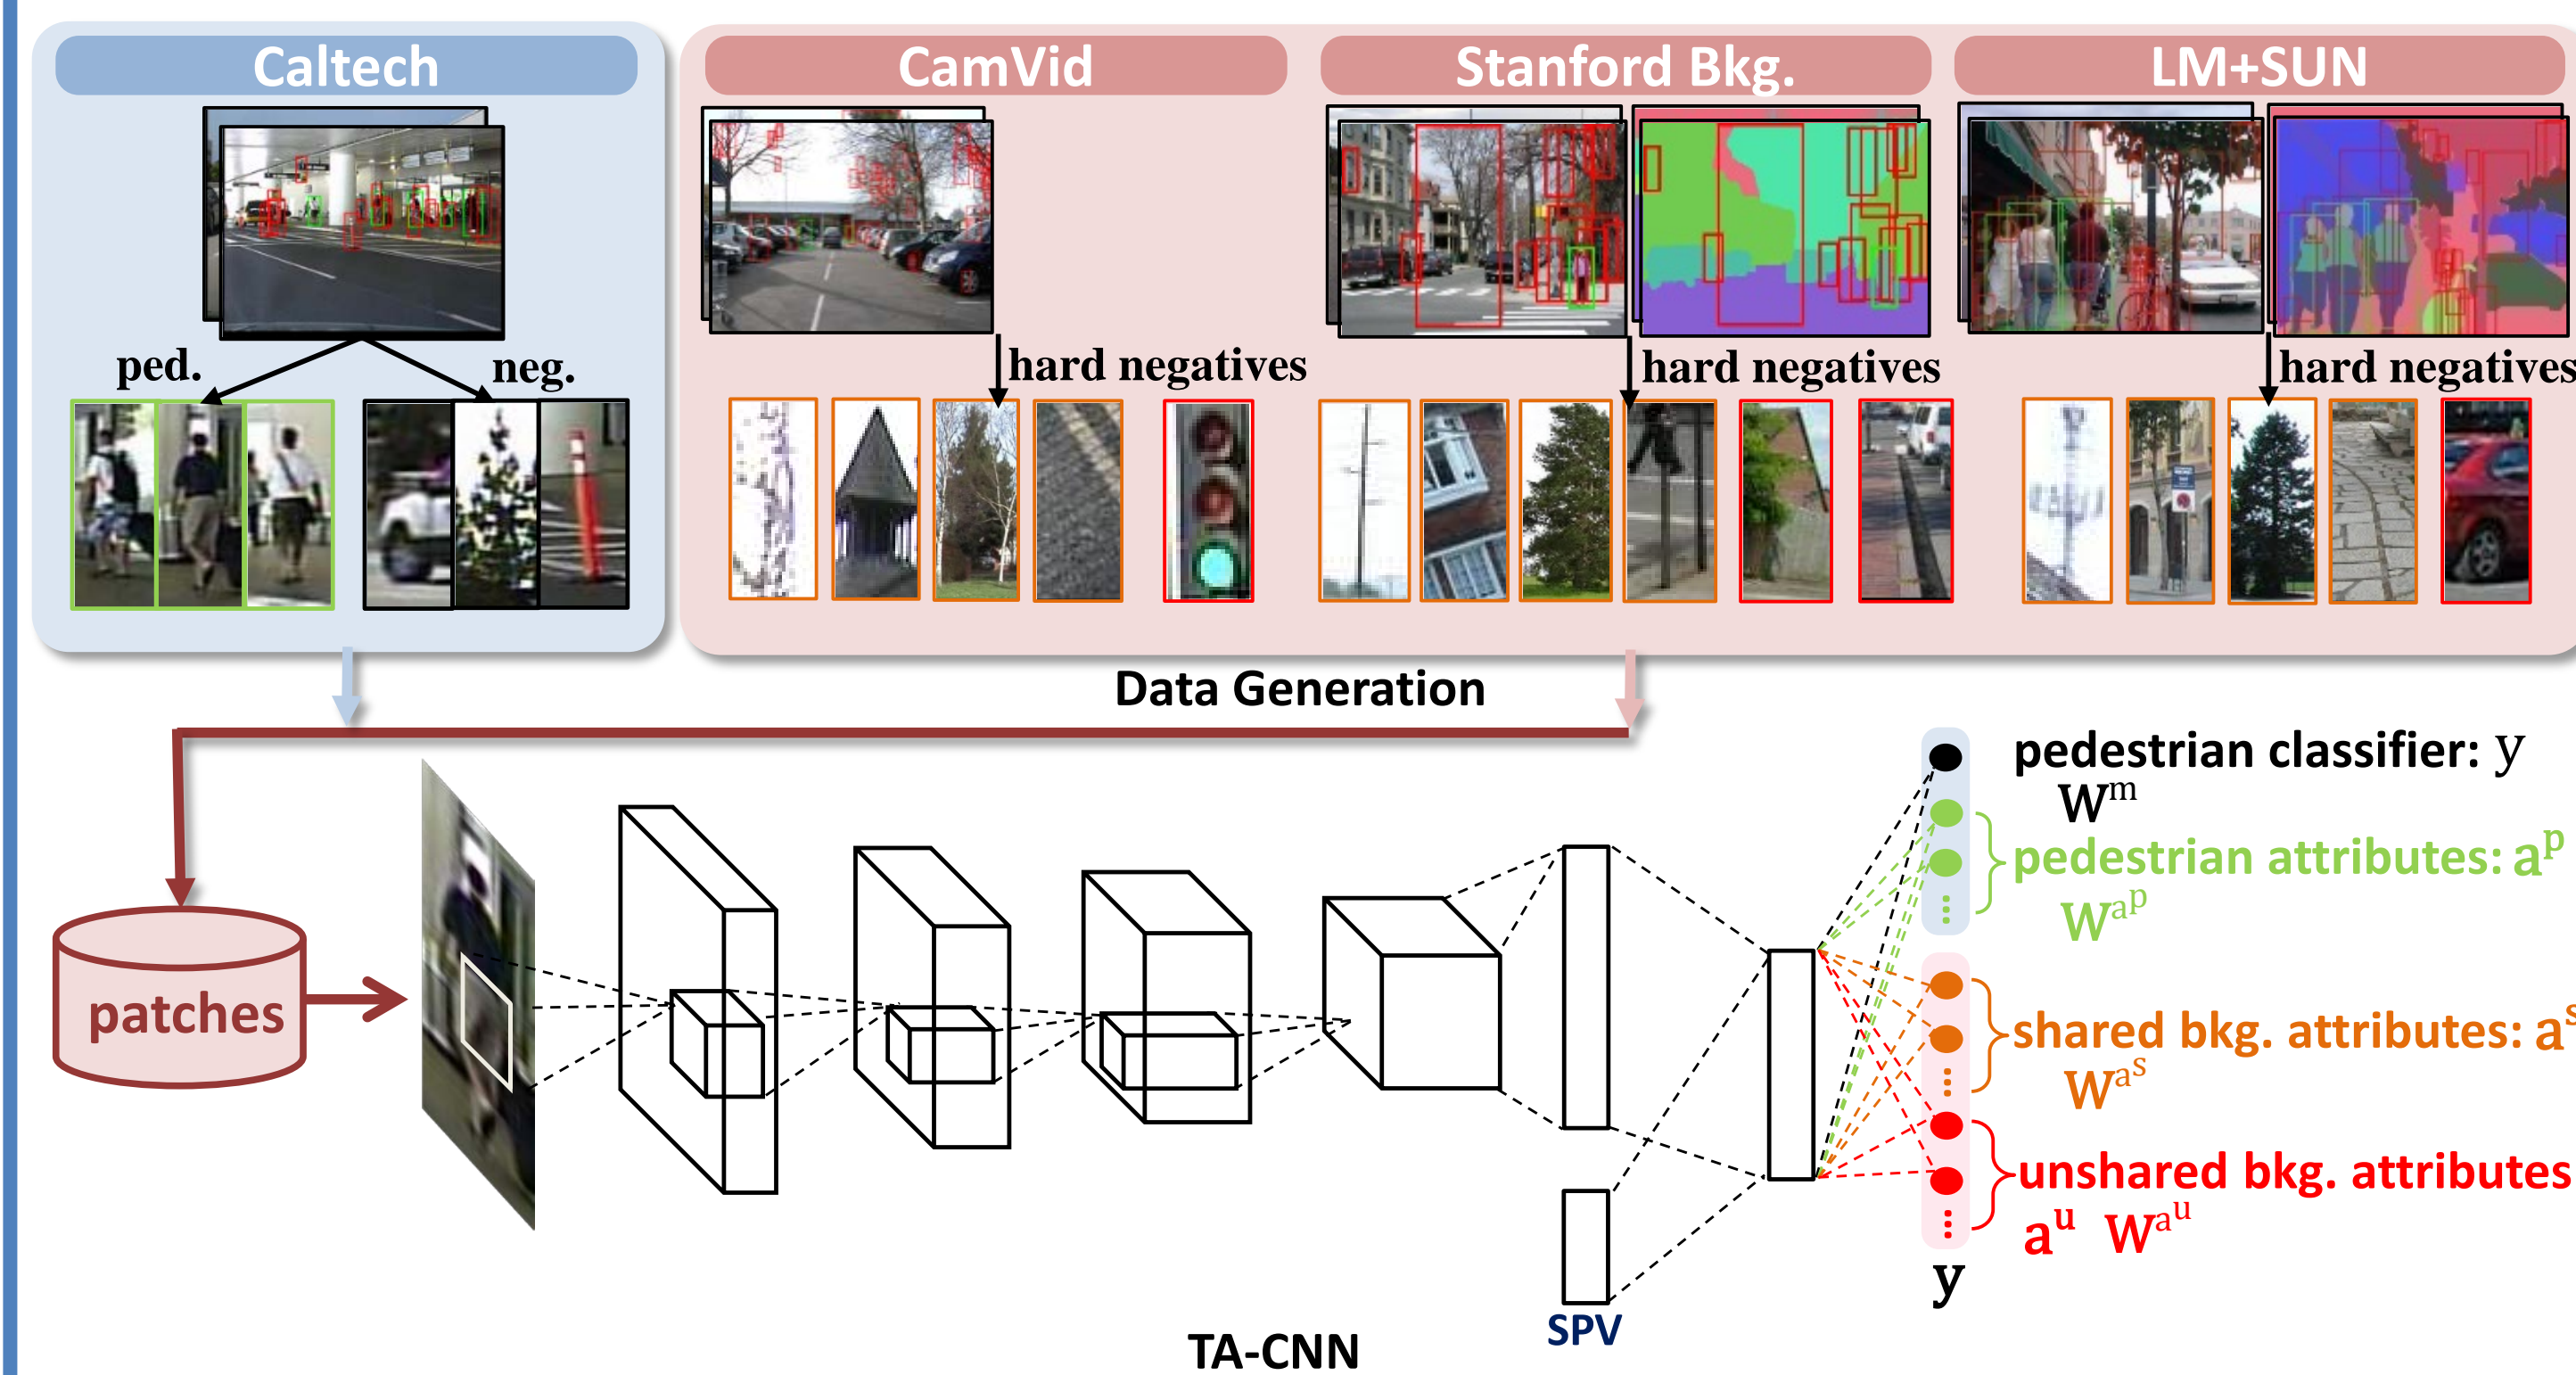 Caltech
CamVid
Stanford Bkg.
LM+SUN
ped.
neg.
hard negatives
hard negatives
hard negatives
Data Generation
patches
pedestrian classifier: y
W^m
pedestrian attributes: a^p
W^{a^p}
shared bkg. attributes: a^s
W^{a^s}
unshared bkg. attributes
a^u W^{a^u}
y
SPV
TA-CNN